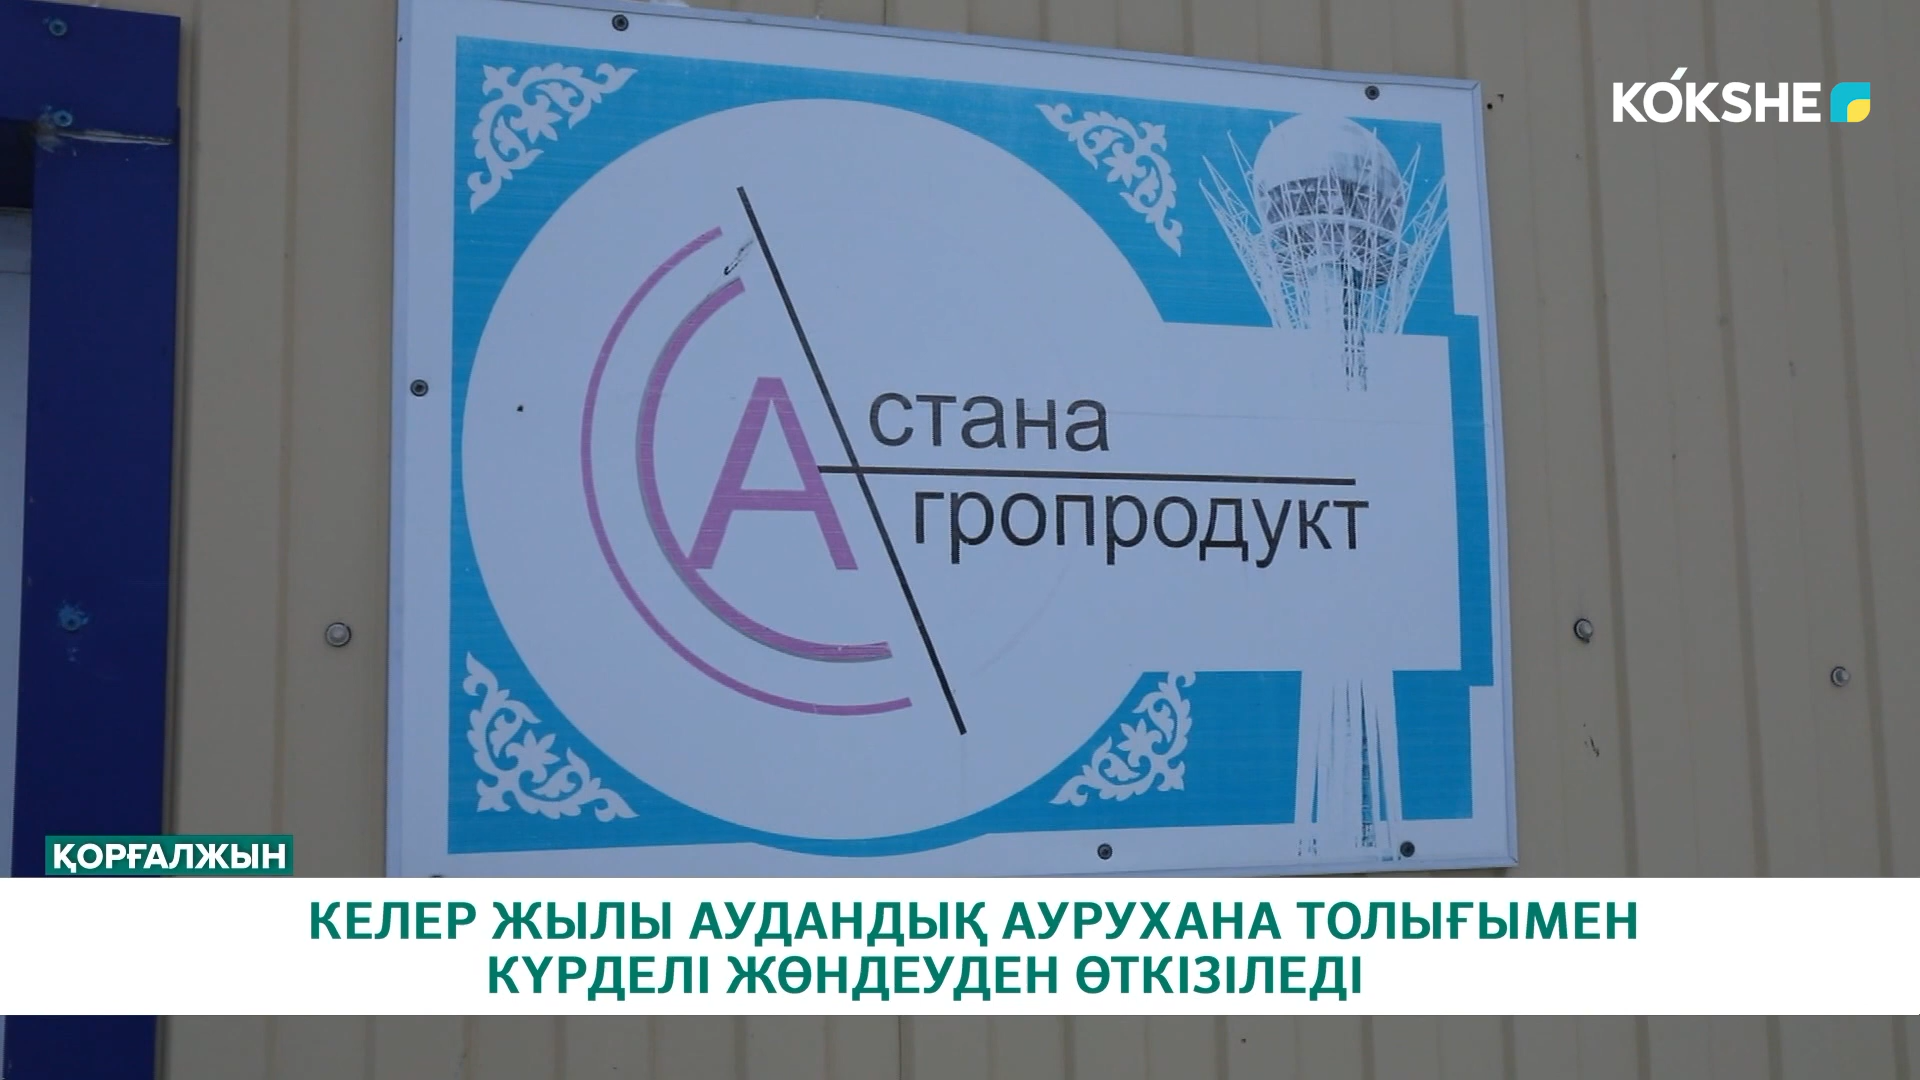 KÓKSHE
Астана
Агропродукт
ҚОРҒАЛЖЫН
КЕЛЕР ЖЫЛЫ АУДАНДЫҚ АУРУХАНА ТОЛЫҒЫМЕН
КҮРДЕЛІ ЖӨНДЕУДЕН ӨТКІЗІЛЕДІ